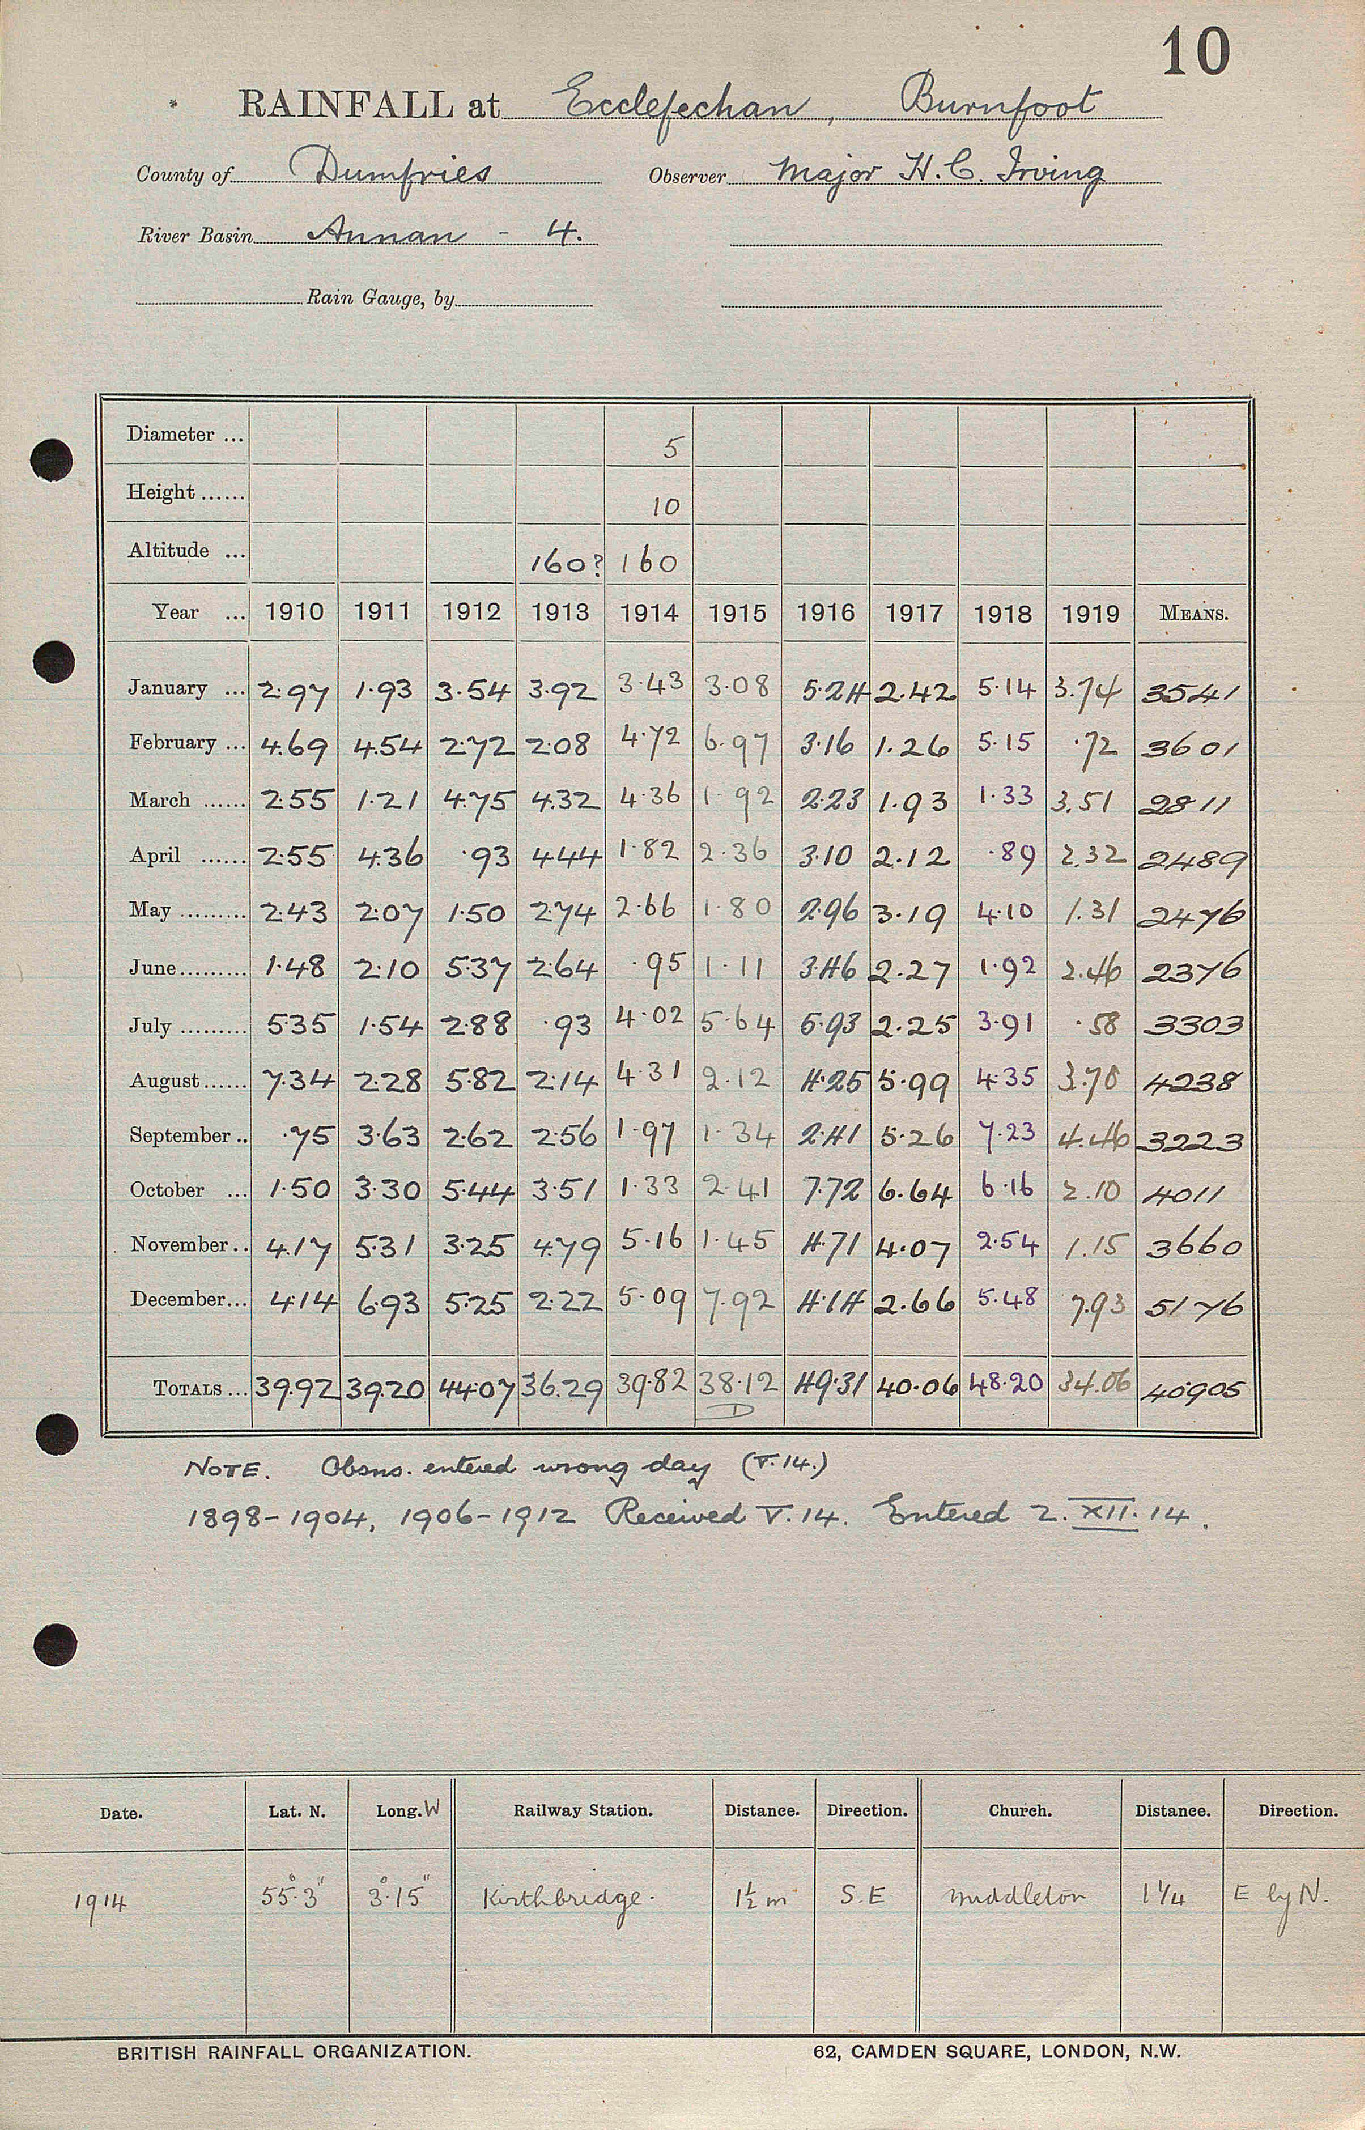 10
RAINFALL at Ecclefechan, Burnfoot
County of Dumfries Observer Major H. C. Irving
River Basin Annan - 4.
Rain Gauge, by
Diameter ... 5
Height ...... 10
Altitude ... 160? 160
Year ... 1910 1911 1912 1913 1914 1915 1916 1917 1918 1919 MEANS.
January ... 2.97 1.93 3.54 3.92 3.43 3.08 5.24 2.42 5.14 3.74 3541
February ... 4.69 4.54 2.72 2.08 4.72 6.97 3.16 1.26 5.15 .72 3601
March ...... 2.55 1.21 4.75 4.32 4.36 1.92 2.23 1.93 1.33 3.51 2811
April ...... 2.55 4.36 .93 4.44 1.82 2.36 3.10 2.12 .89 2.32 2489
May ......... 2.43 2.07 1.50 2.74 2.66 1.80 2.96 3.19 4.10 1.31 2476
June ......... 1.48 2.10 5.37 2.64 .95 1.11 3.46 2.27 1.92 2.46 2376
July ......... 5.35 1.54 2.88 .93 4.02 5.64 5.93 2.25 3.91 .58 3303
August ...... 7.34 2.28 5.82 2.14 4.31 2.12 4.25 5.99 4.35 3.78 4238
September .. .75 3.63 2.62 2.56 1.97 1.34 2.41 5.26 7.23 4.46 3223
October ... 1.50 3.30 5.44 3.51 1.33 2.41 7.72 6.64 6.16 2.10 4011
November .. 4.17 5.31 3.25 4.79 5.16 1.45 4.71 4.07 2.54 1.15 3660
December ... 4.14 6.93 5.25 2.22 5.09 7.92 4.14 2.66 5.48 7.93 5176
TOTALS ... 39.92 39.20 44.07 36.29 39.82 38.12 49.31 40.06 48.20 34.06 40905
D
NOTE. Obsns. entered wrong day (V.14.)
1898-1904, 1906-1912 Received V.14. Entered 2.XII.14.
Date. Lat. N. Long. W Railway Station. Distance. Direction. Church. Distance. Direction.
1914 55° 3" 3° 15" Kirtlebridge. 1½ m S.E Middleton 1¼ E by N.
BRITISH RAINFALL ORGANIZATION. 62, CAMDEN SQUARE, LONDON, N.W.